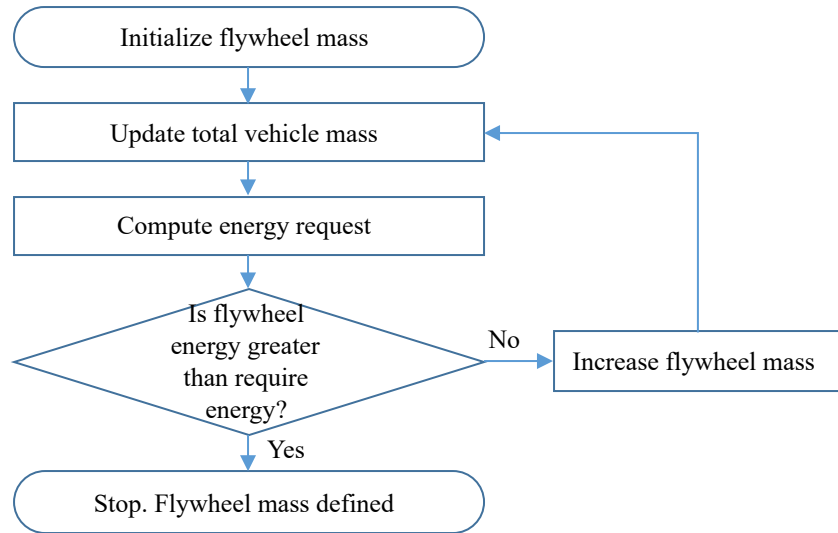 Initialize flywheel mass
Update total vehicle mass
Compute energy request
Is flywheel
energy greater
than require
energy?
No
Increase flywheel mass
Yes
Stop. Flywheel mass defined